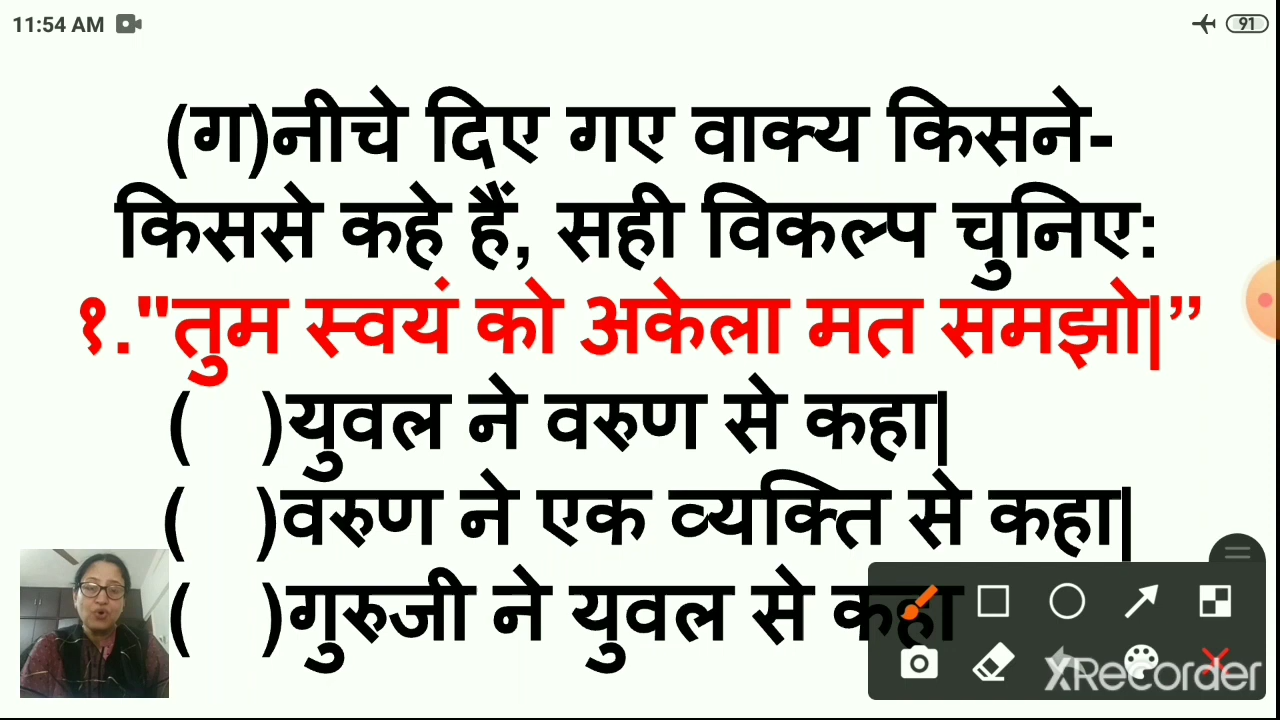 11:54 AM
91
(ग)नीचे दिए गए वाक्य किसने-
किससे कहे हैं, सही विकल्प चुनिए:
१."तुम स्वयं को अकेला मत समझो|”
( )युवल ने वरुण से कहा|
( )वरुण ने एक व्यक्ति से कहा|
( )गुरुजी ने युवल से कहा
XRecorder